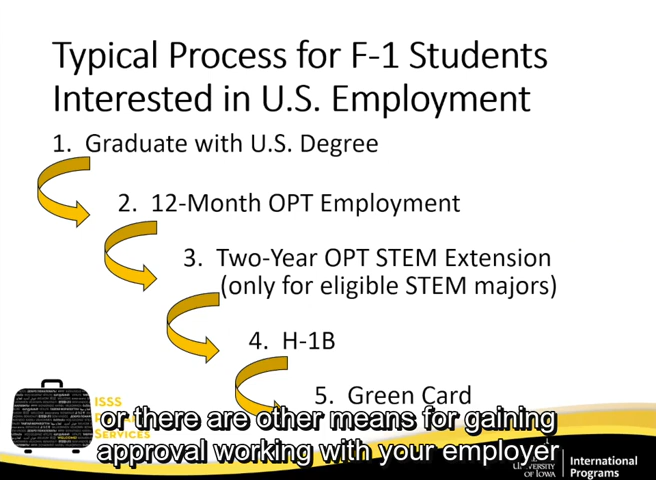 Typical Process for F-1 Students
Interested in U.S. Employment
1. Graduate with U.S. Degree
2. 12-Month OPT Employment
3. Two-Year OPT STEM Extension
(only for eligible STEM majors)
4. H-1B
5. Green Card
ISSS
SERVICES
or there are other means for gaining
approval working with your employer
UNIVERSITY
OF IOWA
International
Programs